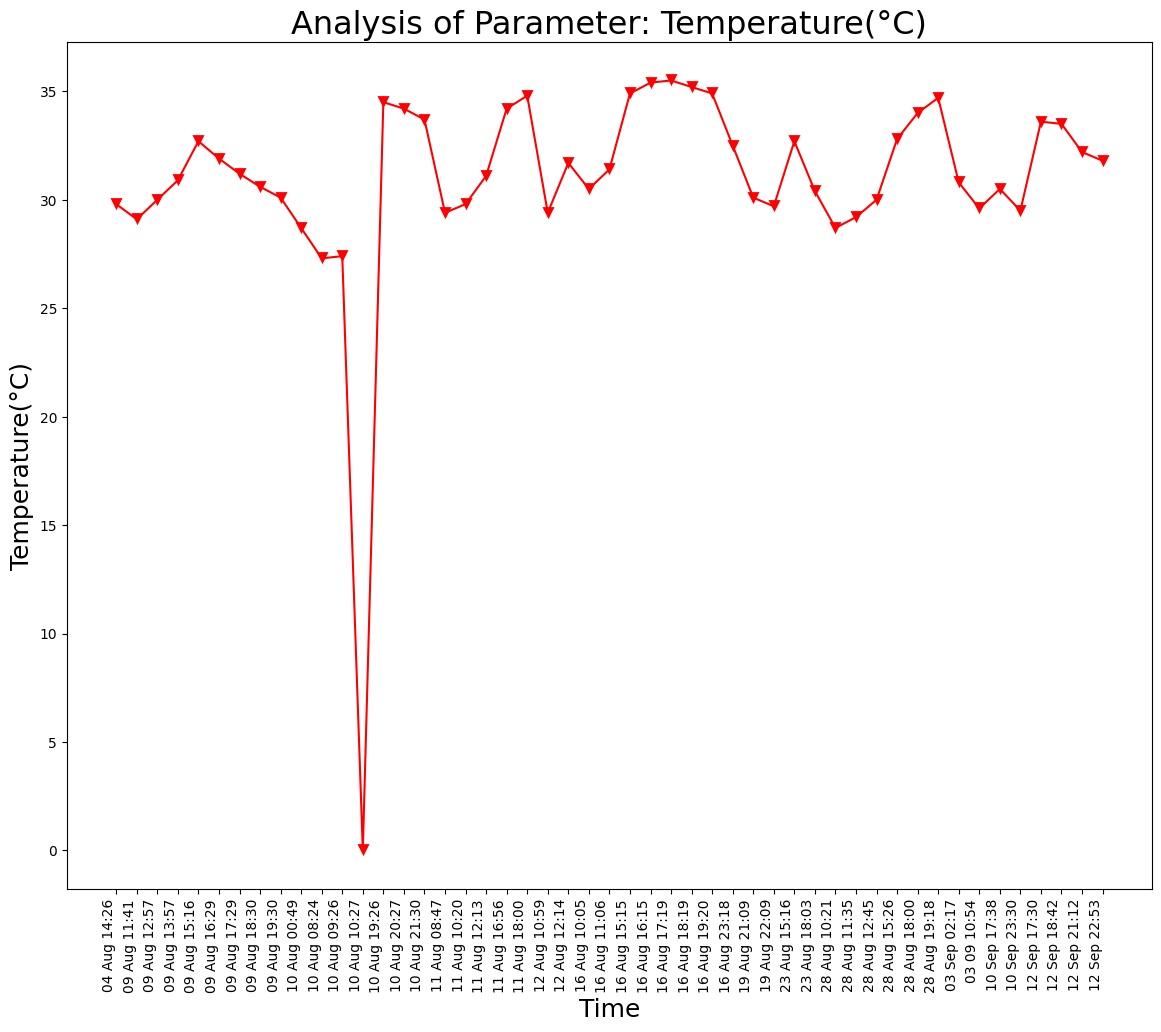 Analysis of Parameter: Temperature(°C)
Temperature(°C)
35
30
25
20
15
10
5
0
04 Aug 14:26
09 Aug 11:41
09 Aug 12:57
09 Aug 13:57
09 Aug 15:16
09 Aug 16:29
09 Aug 17:29
09 Aug 18:30
09 Aug 19:30
10 Aug 00:49
10 Aug 08:24
10 Aug 09:26
10 Aug 10:27
10 Aug 19:26
10 Aug 20:27
10 Aug 21:30
11 Aug 08:47
11 Aug 10:20
11 Aug 12:13
11 Aug 16:56
11 Aug 18:00
12 Aug 10:59
12 Aug 12:14
16 Aug 10:05
16 Aug 11:06
16 Aug 15:15
16 Aug 16:15
16 Aug 17:19
16 Aug 18:19
16 Aug 19:20
16 Aug 23:18
19 Aug 21:09
19 Aug 22:09
23 Aug 15:16
23 Aug 18:03
28 Aug 10:21
28 Aug 11:35
28 Aug 12:45
28 Aug 15:26
28 Aug 18:00
28 Aug 19:18
03 Sep 02:17
03 09 10:54
10 Sep 17:38
10 Sep 23:30
12 Sep 17:30
12 Sep 18:42
12 Sep 21:12
12 Sep 22:53
Time